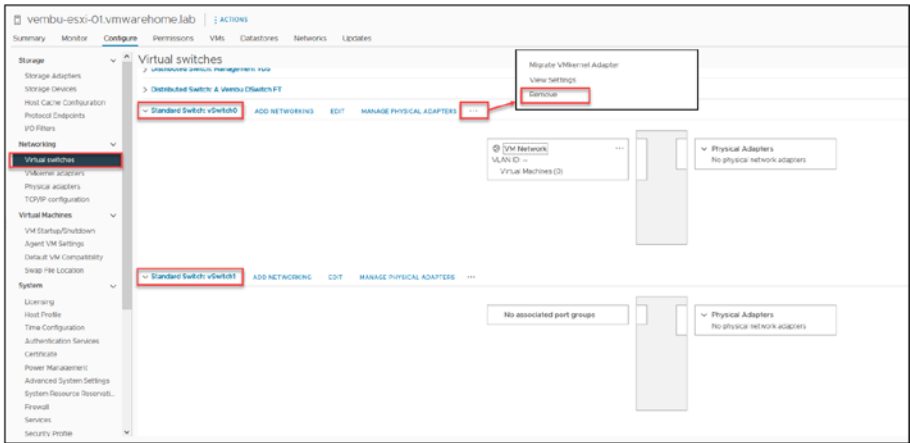 vembu-esxi-01.vmwarehome.lab
ACTIONS
Summary Monitor Configure Permissions VMs Datastores Networks Updates
Storage
Storage Adapters
Storage Devices
Host Cache Configuration
Protocol Endpoints
I/O Filters
Networking
Virtual switches
VMkernel adapters
Physical adapters
TCP/IP configuration
Virtual Machines
VM Startup/Shutdown
Agent VM Settings
Default VM Compatibility
Swap File Location
System
Licensing
Host Profile
Time Configuration
Authentication Services
Certificate
Power Management
Advanced System Settings
System Resource Reservati...
Firewall
Services
Security Profile
Virtual switches
Distributed Switch: Management VDS
Distributed Switch: A Vembu DSwitch FT
Standard Switch: vSwitch0 ADD NETWORKING EDIT MANAGE PHYSICAL ADAPTERS ...
Migrate VMkernel Adapter
View Settings
Remove
VM Network ...
VLAN ID: --
Virtual Machines (0)
Physical Adapters
No physical network adapters
Standard Switch: vSwitch1 ADD NETWORKING EDIT MANAGE PHYSICAL ADAPTERS ...
No associated port groups
Physical Adapters
No physical network adapters